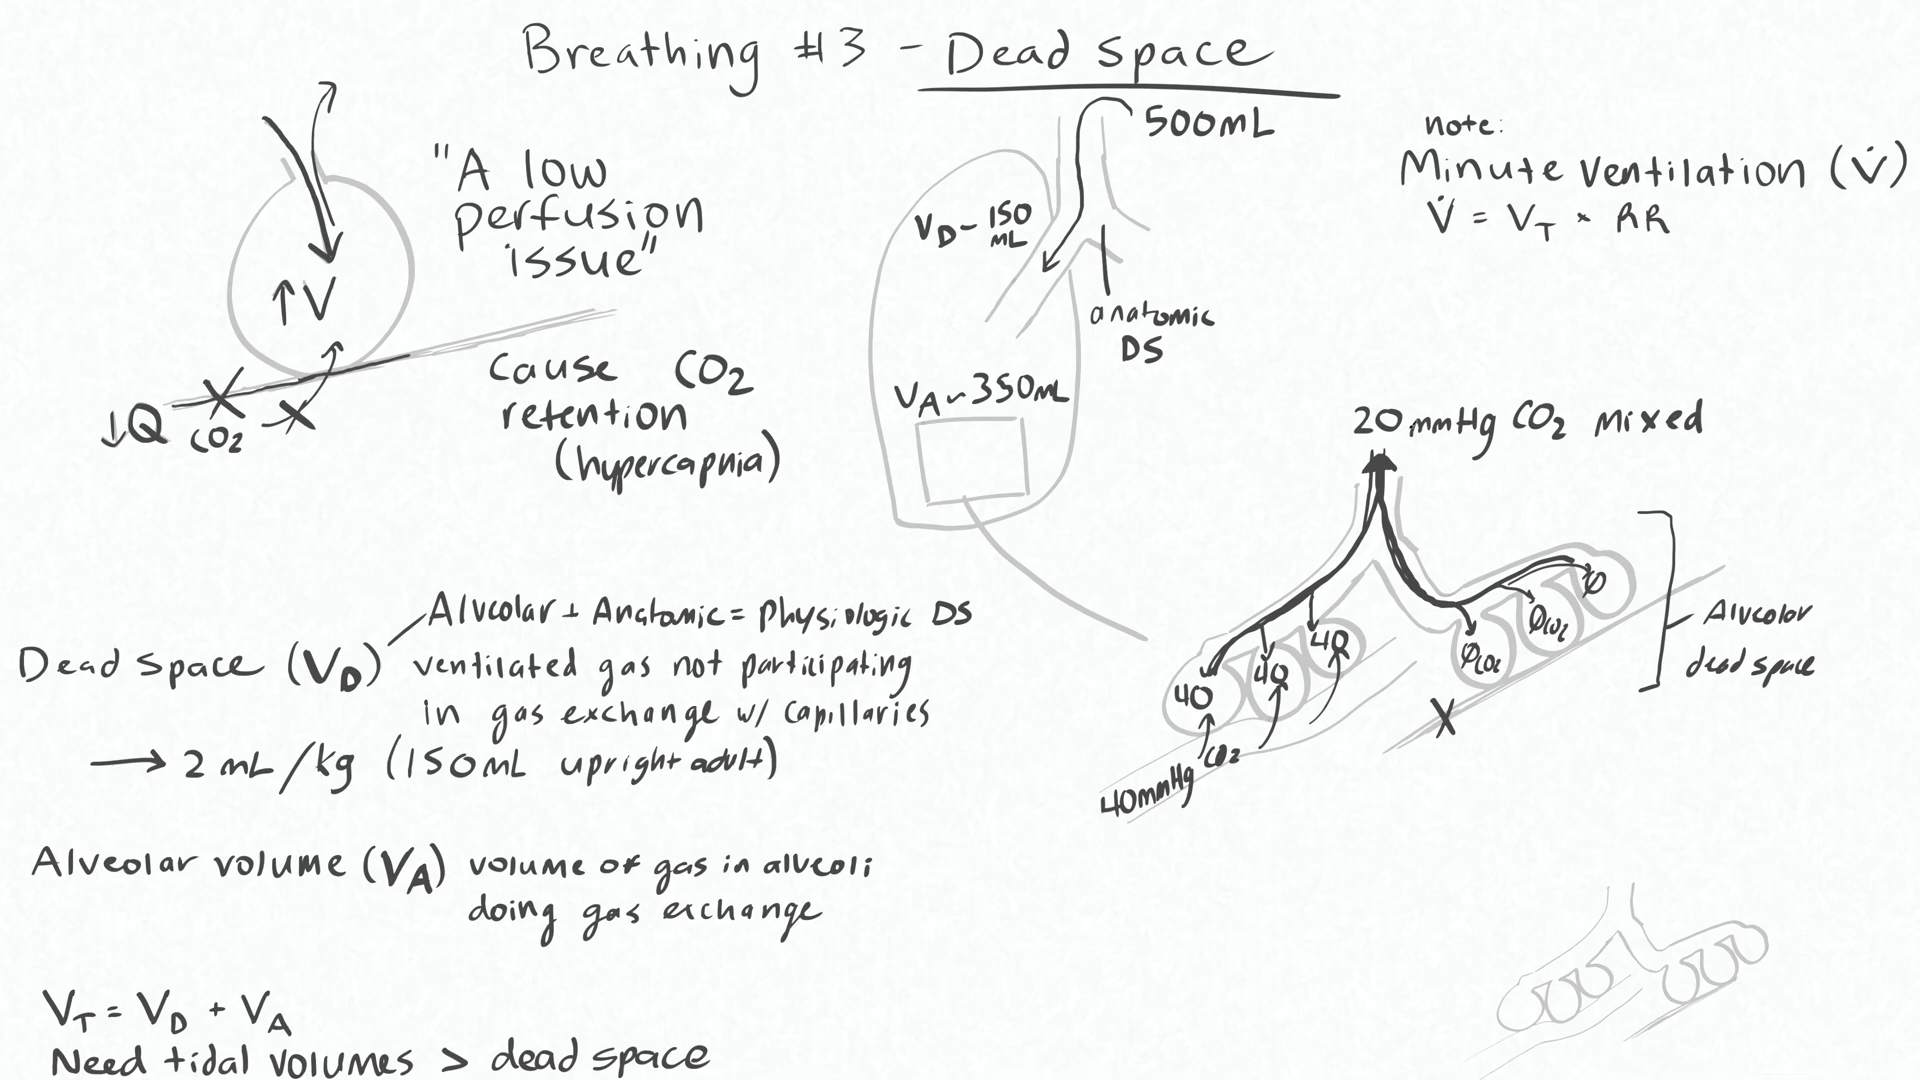 Breathing #3 - Dead space
"A low
perfusion
issue"
↑V
↓Q
CO2
Cause CO2
retention
(hypercapnia)
500mL
VD - 150
mL
anatomic
DS
VA ~ 350mL
note:
Minute Ventilation (V̇)
V̇ = VT × RR
20mmHg CO2 mixed
40
40
40
φCO2
φCO2
φ
CO2
40mmHg
X
Alveolar
dead space
Alveolar + Anatomic = Physiologic DS
Dead Space (VD) ventilated gas not participating
in gas exchange w/ capillaries
→ 2 mL/kg (150mL upright adult)
Alveolar volume (VA) volume of gas in alveoli
doing gas exchange
VT = VD + VA
Need tidal volumes > dead space